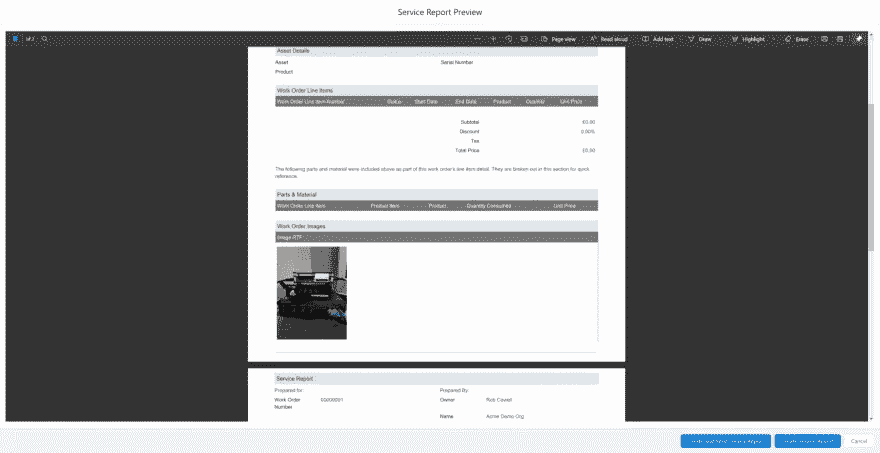 Service Report Preview
of 2
Page view
Read aloud
Add text
Draw
Highlight
Erase
Asset Details
Asset
Serial Number
Product
Work Order Line Items
Work Order Line Item Number Status Start Date End Date Product Quantity Unit Price
Subtotal £0.00
Discount 0.00%
Tax
Total Price £0.00
The following parts and material were included above as part of this work order's line item detail. They are broken out in this section for quick
reference.
Parts & Material
Work Order Line Item Product Item Product Quantity Consumed Unit Price
Work Order Images
Image RTF
Service Report
Prepared for:
Prepared By:
Work Order
Number
Owner
Rob Cowell
Name
Acme Demo Org
Cancel